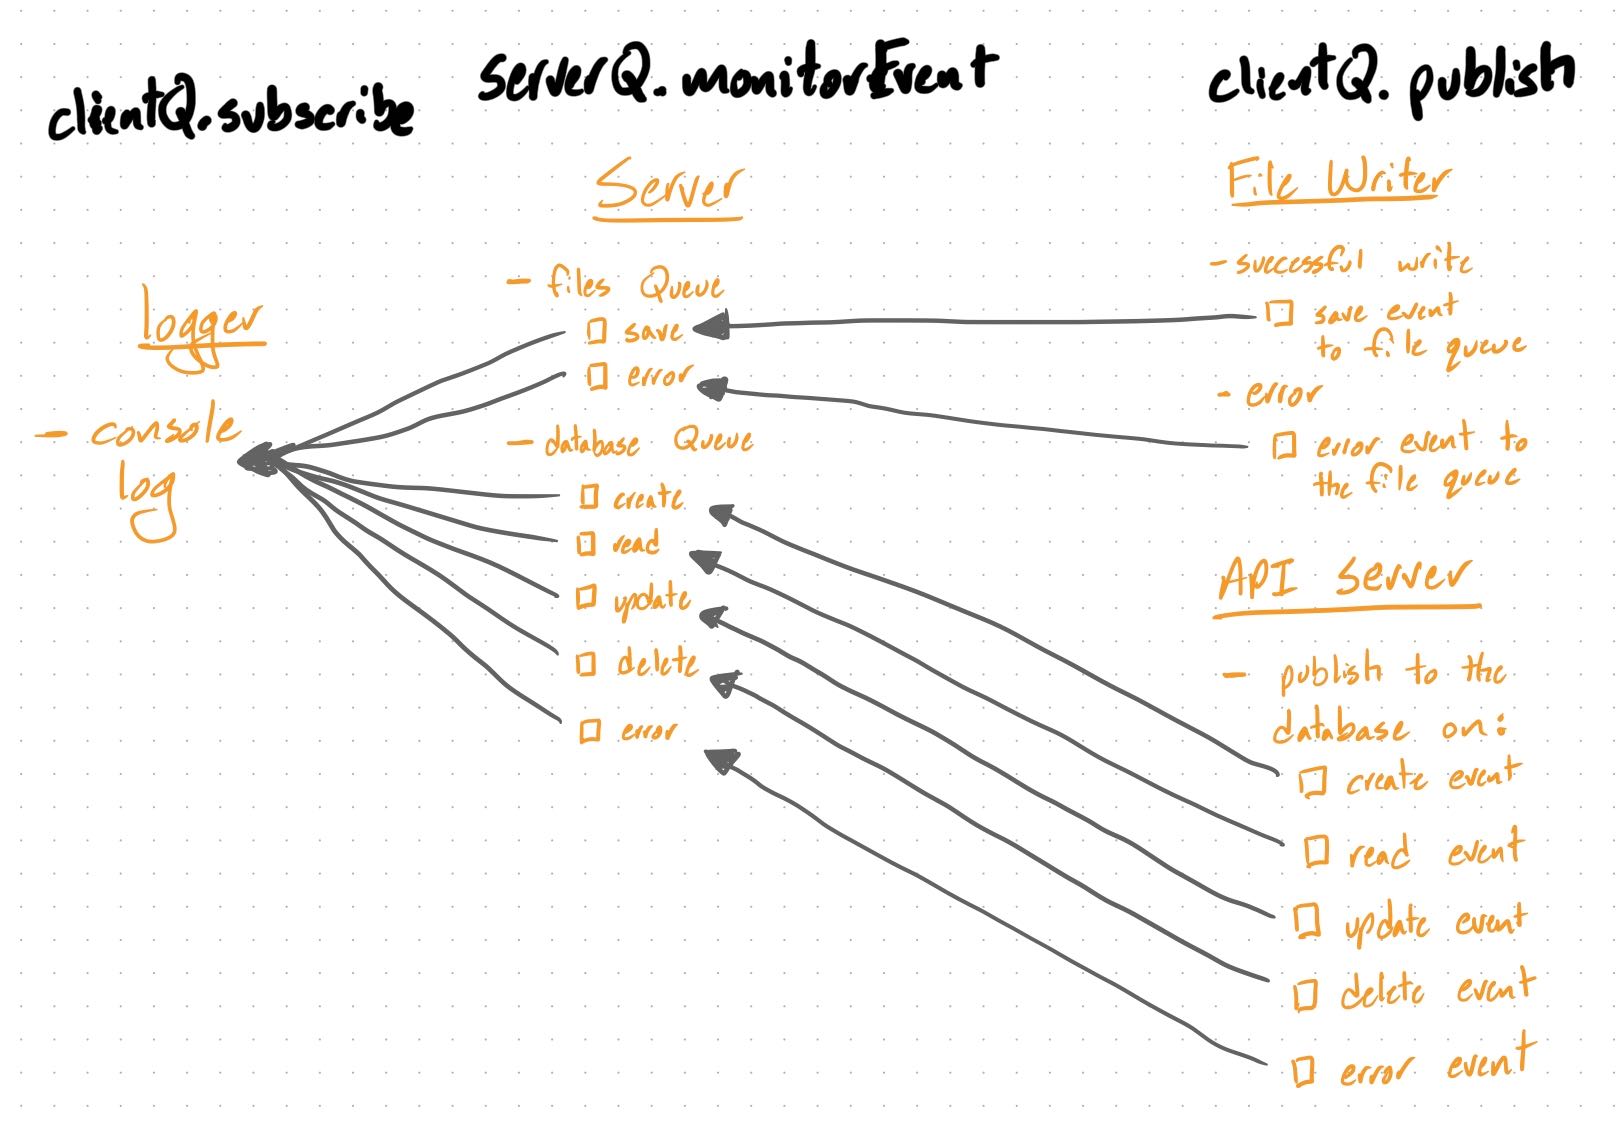 clientQ.subscribe
serverQ.monitorEvent
clientQ.publish
logger
- console
log
Server
- files Queue
save
error
- database Queue
create
read
update
delete
error
File Writer
- successful write
save event
to file queue
- error
error event to
the file queue
API Server
- publish to the
database on:
create event
read event
update event
delete event
error event